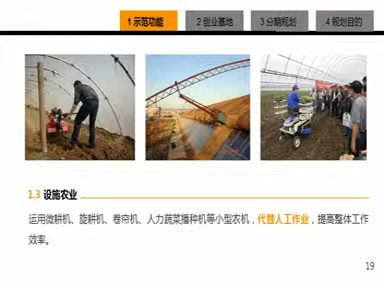 1 示范功能
2 创业基地
3 分期规划
4 规划目的
1.3 设施农业
运用微耕机、旋耕机、卷帘机、人力蔬菜播种机等小型农机，代替人工作业，提高整体工作
效率。
19